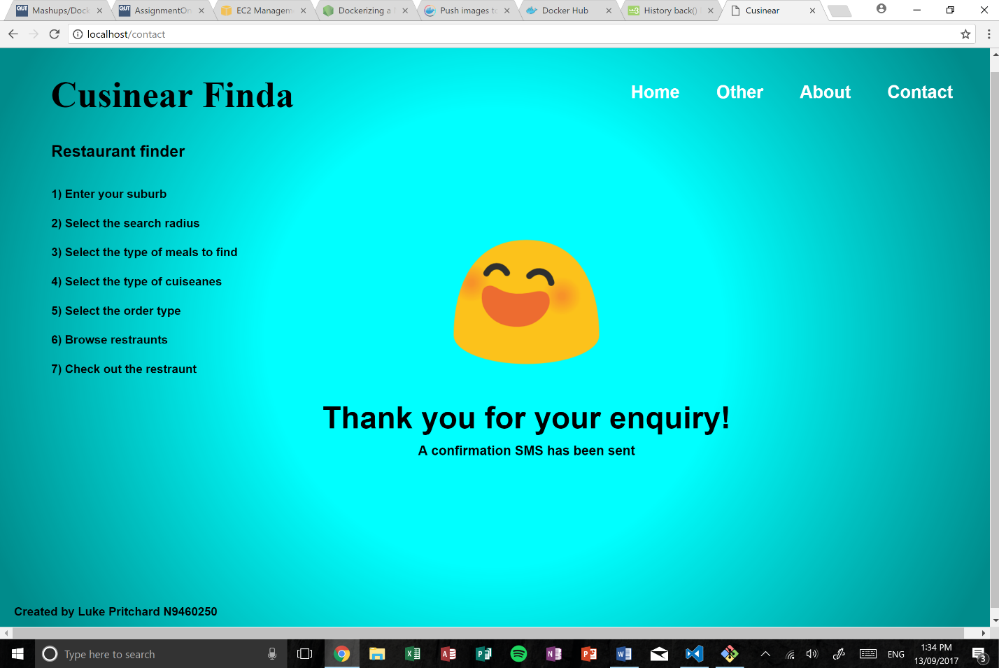 Mashups/Dock
AssignmentOn
EC2 Managem
Dockerizing a
Push images to
Docker Hub
History back()
Cusinear
localhost/contact
Cusinear Finda
Home Other About Contact
Restaurant finder
1) Enter your suburb
2) Select the search radius
3) Select the type of meals to find
4) Select the type of cuiseanes
5) Select the order type
6) Browse restraunts
7) Check out the restraunt
Thank you for your enquiry!
A confirmation SMS has been sent
Created by Luke Pritchard N9460250
Type here to search
ENG
1:34 PM
13/09/2017
3